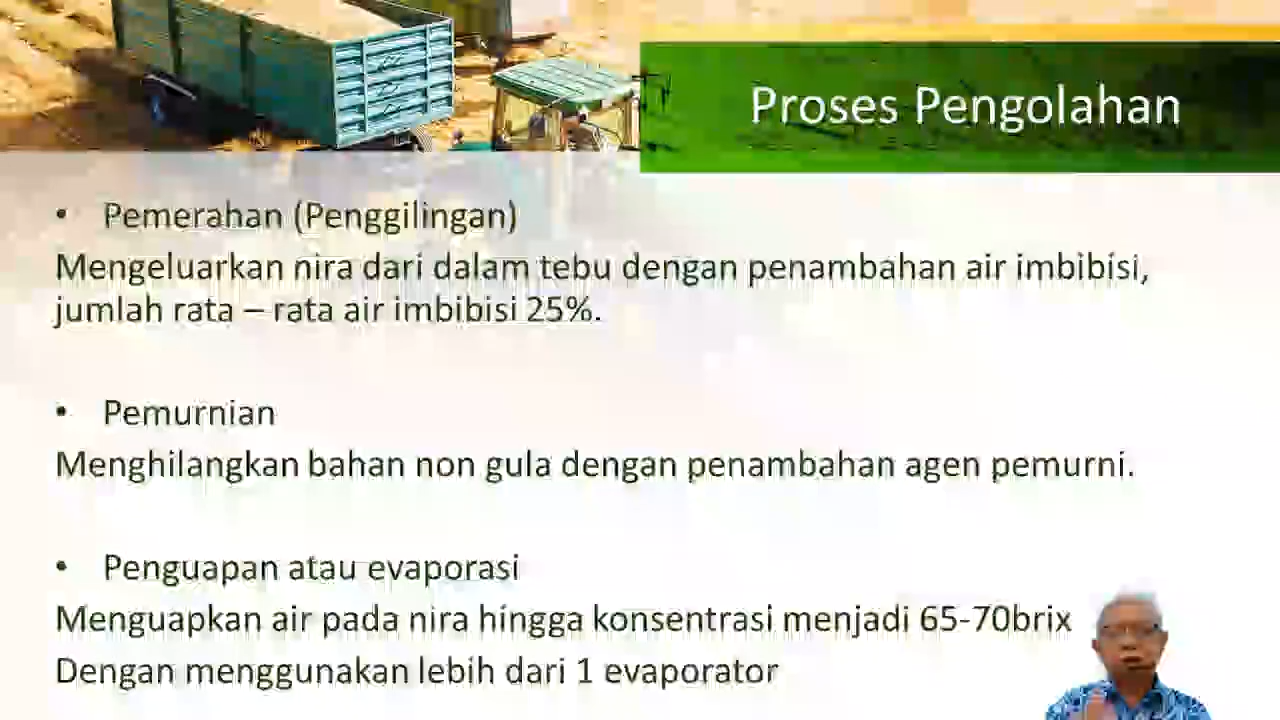 Proses Pengolahan
• Pemerahan (Penggilingan)
Mengeluarkan nira dari dalam tebu dengan penambahan air imbibisi,
jumlah rata – rata air imbibisi 25%.
• Pemurnian
Menghilangkan bahan non gula dengan penambahan agen pemurni.
• Penguapan atau evaporasi
Menguapkan air pada nira hingga konsentrasi menjadi 65-70brix
Dengan menggunakan lebih dari 1 evaporator